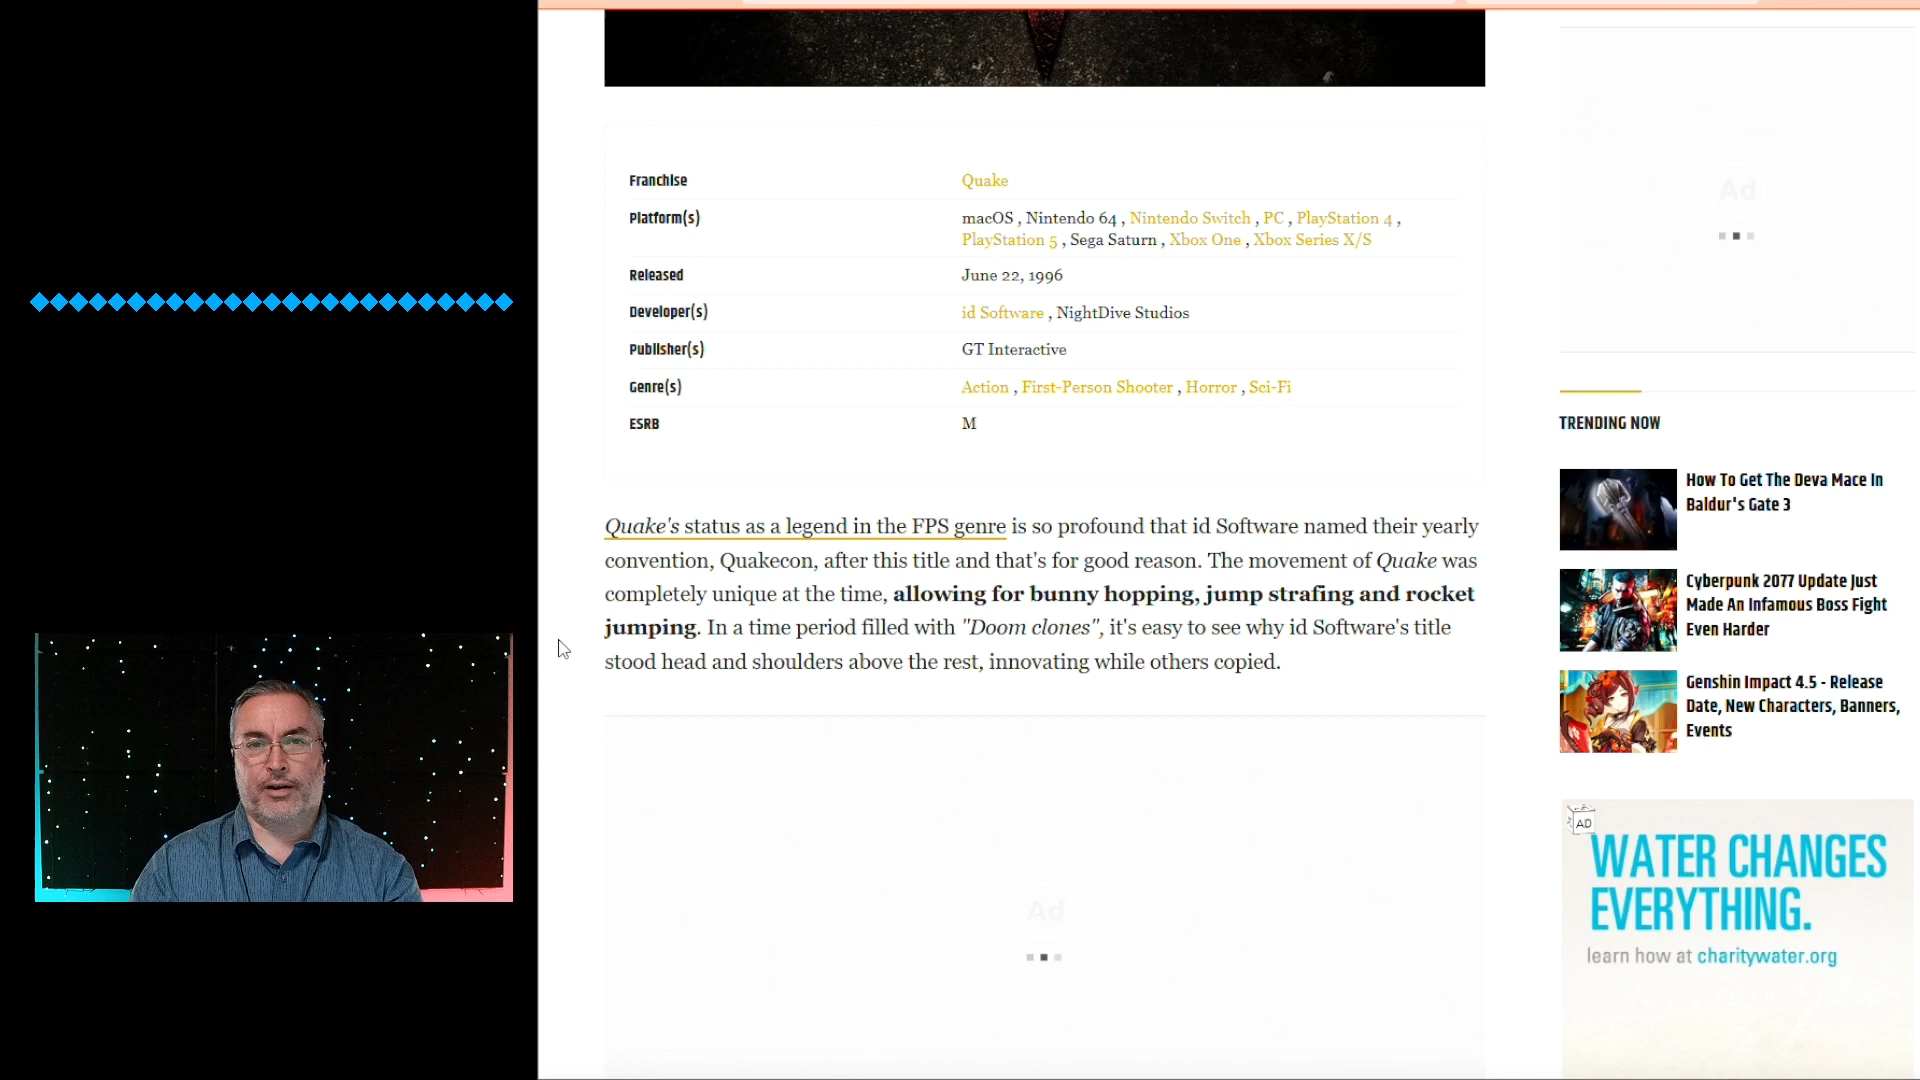 Franchise
Quake
Platform(s)
macOS , Nintendo 64 , Nintendo Switch , PC , PlayStation 4 ,
PlayStation 5 , Sega Saturn , Xbox One , Xbox Series X/S
Released
June 22, 1996
Developer(s)
id Software , NightDive Studios
Publisher(s)
GT Interactive
Genre(s)
Action , First-Person Shooter , Horror , Sci-Fi
ESRB
M
Quake's status as a legend in the FPS genre is so profound that id Software named their yearly
convention, Quakecon, after this title and that's for good reason. The movement of Quake was
completely unique at the time, allowing for bunny hopping, jump strafing and rocket
jumping. In a time period filled with "Doom clones", it's easy to see why id Software's title
stood head and shoulders above the rest, innovating while others copied.
Ad
Ad
TRENDING NOW
How To Get The Deva Mace In
Baldur's Gate 3
Cyberpunk 2077 Update Just
Made An Infamous Boss Fight
Even Harder
Genshin Impact 4.5 - Release
Date, New Characters, Banners,
Events
AD
WATER CHANGES
EVERYTHING.
learn how at charitywater.org